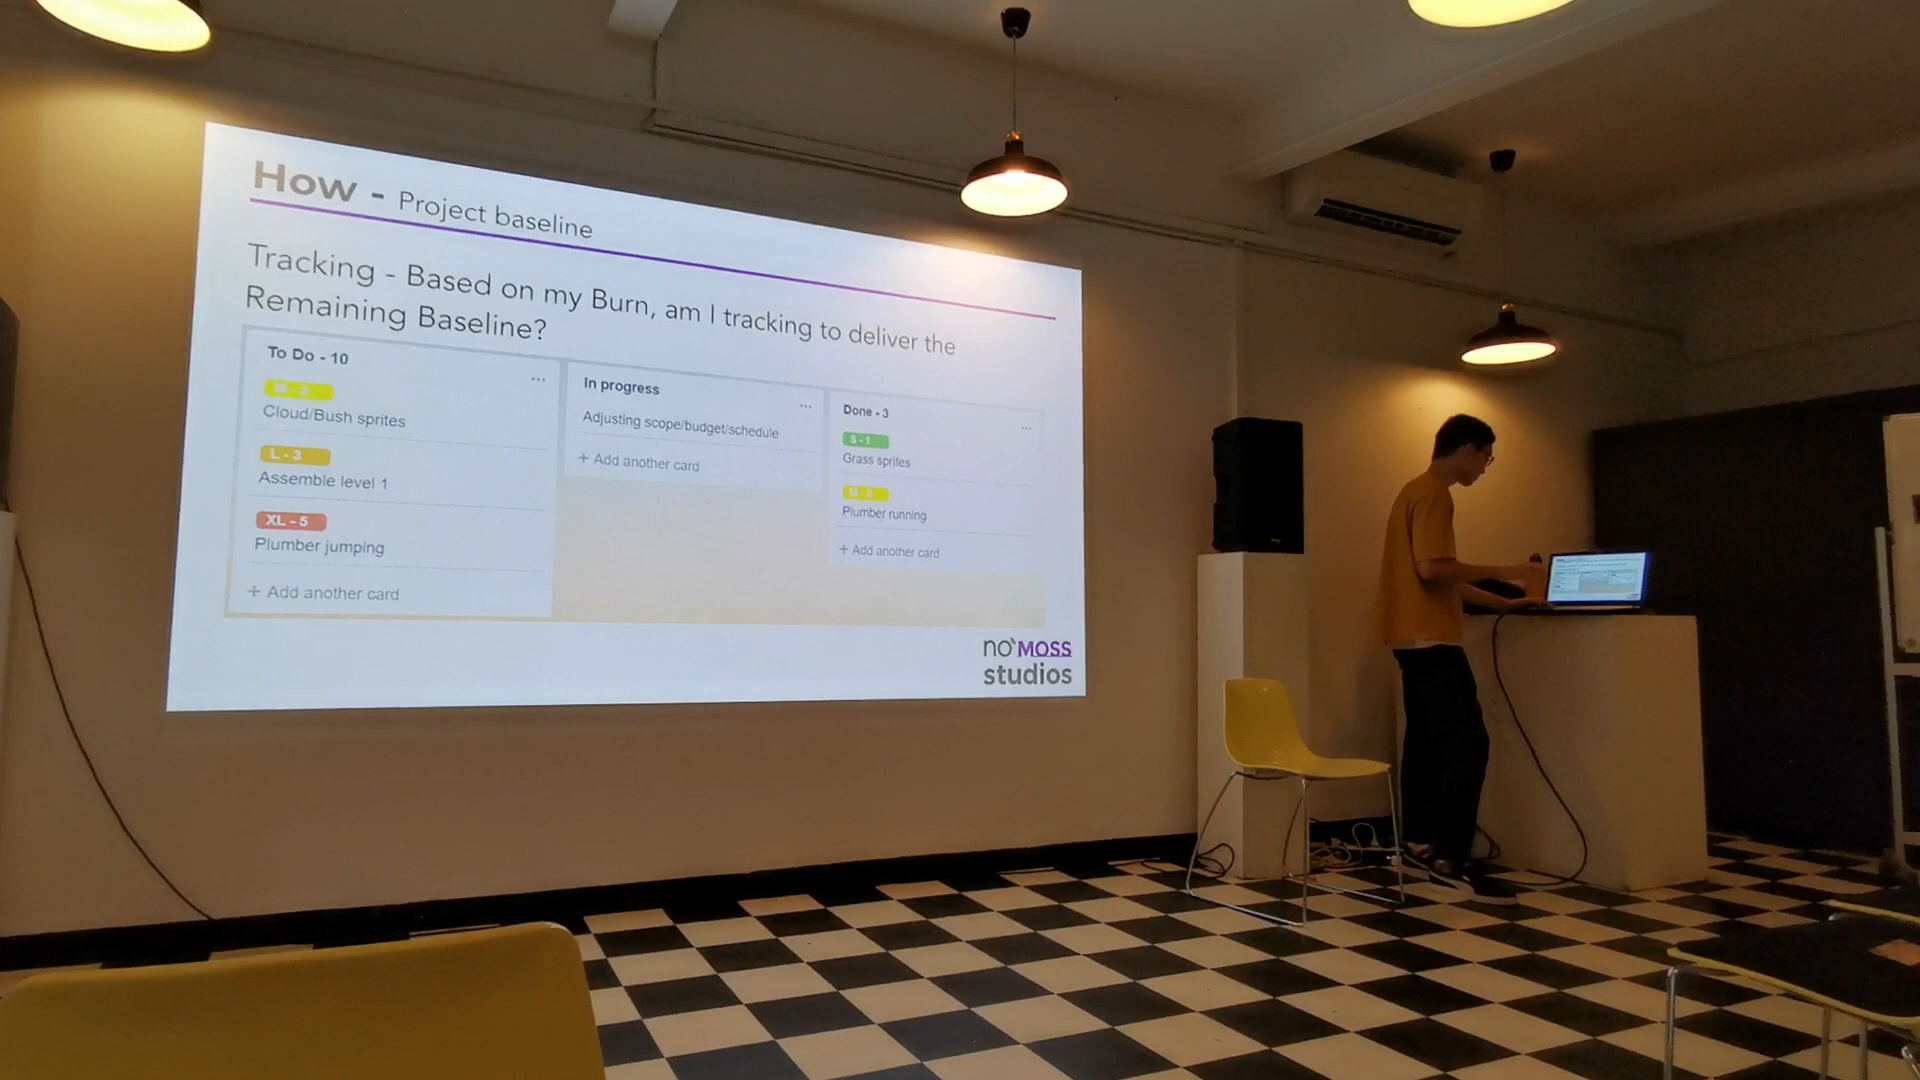 How - Project baseline
Tracking - Based on my Burn, am I tracking to deliver the
Remaining Baseline?
To Do - 10
...
M - 2
Cloud/Bush sprites
L - 3
Assemble level 1
XL - 5
Plumber jumping
+ Add another card
In progress
...
Adjusting scope/budget/schedule
+ Add another card
Done - 3
...
S - 1
Grass sprites
M - 2
Plumber running
+ Add another card
no moss
studios